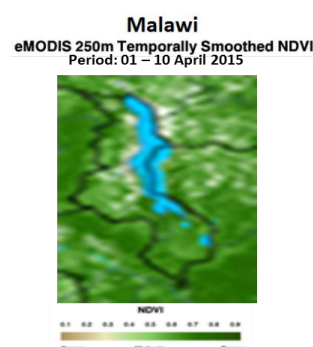 Malawi
eMODIS 250m Temporally Smoothed NDVI
Period: 01 – 10 April 2015
NDVI
0.1 0.2 0.3 0.4 0.5 0.6 0.7 0.8 0.9